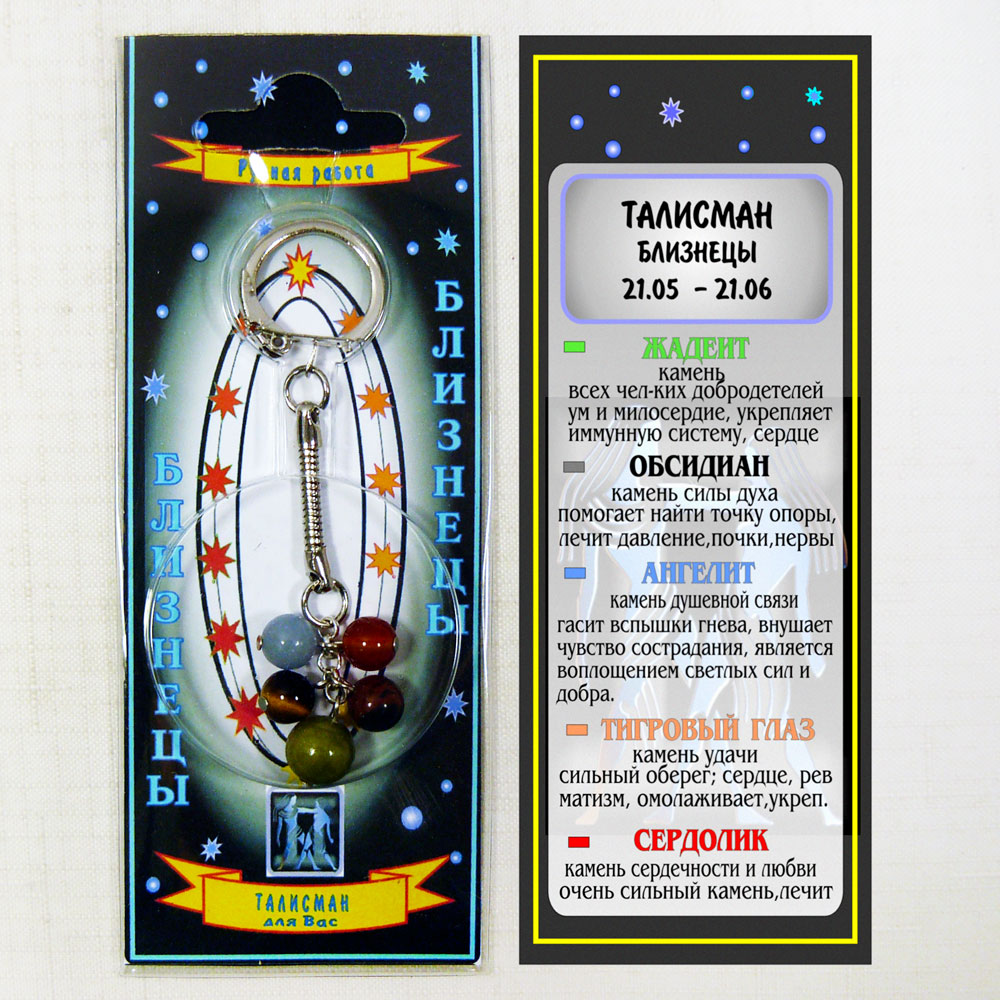 Ручная работа
БЛИЗНЕЦЫ
БЛИЗНЕЦЫ
ТАЛИСМАН
для Вас
ТАЛИСМАН
БЛИЗНЕЦЫ
21.05 - 21.06
ЖАДЕИТ
камень
всех чел-ких добродетелей
ум и милосердие, укрепляет
иммунную систему, сердце
ОБСИДИАН
камень силы духа
помогает найти точку опоры,
лечит давление,почки,нервы
АНГЕЛИТ
камень душевной связи
гасит вспышки гнева, внушает
чувство сострадания, является
воплощением светлых сил и
добра.
ТИГРОВЫЙ ГЛАЗ
камень удачи
сильный оберег; сердце, рев
матизм, омолаживает,укреп.
СЕРДОЛИК
камень сердечности и любви
очень сильный камень,лечит